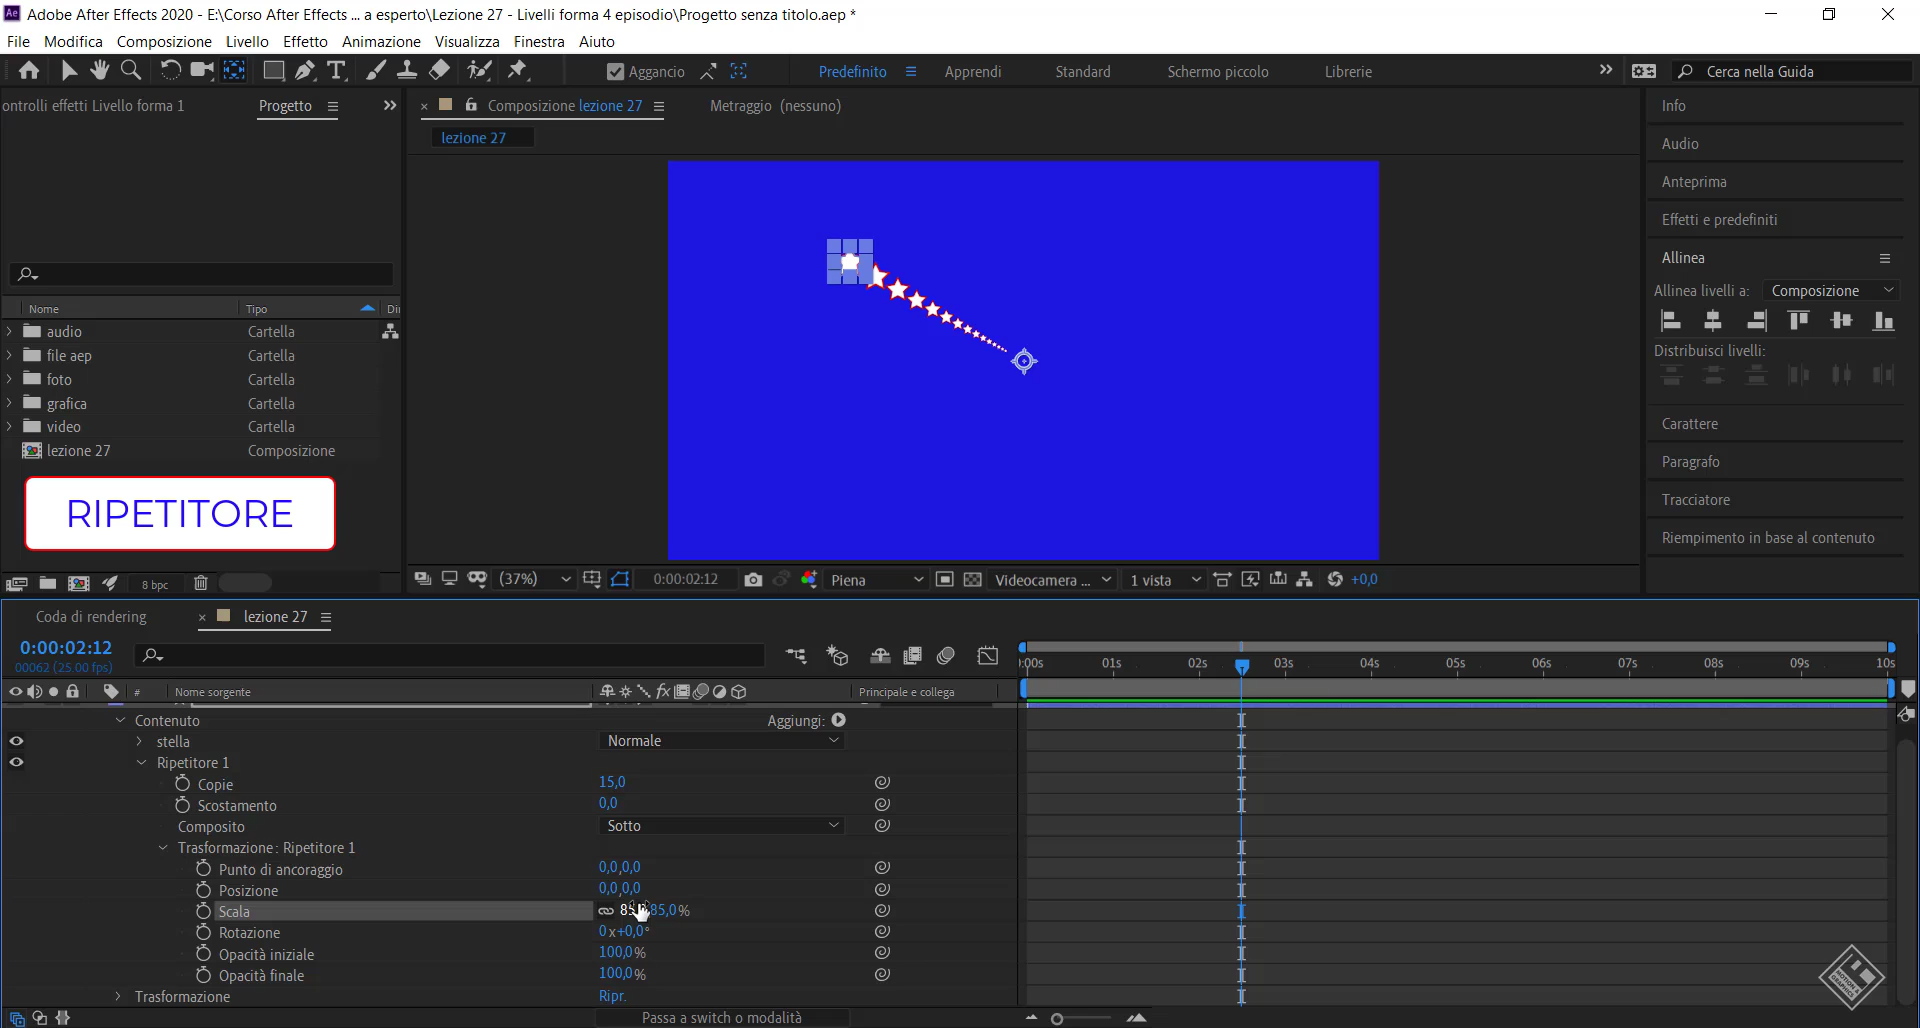 Adobe After Effects 2020 - E:\Corso After Effects ... a esperto\Lezione 27 - Livelli forma 4 episodio\Progetto senza titolo.aep *
File Modifica Composizione Livello Effetto Animazione Visualizza Finestra Aiuto
Aggancio Predefinito Apprendi Standard Schermo piccolo Librerie Cerca nella Guida
ontrolli effetti Livello forma 1 Progetto
Composizione lezione 27 Metraggio (nessuno)
lezione 27
Info
Audio
Anteprima
Effetti e predefiniti
Allinea
Allinea livelli a: Composizione
Distribuisci livelli:
Carattere
Paragrafo
Tracciatore
Riempimento in base al contenuto
Nome Tipo Di
audio Cartella
file aep Cartella
foto Cartella
grafica Cartella
video Cartella
lezione 27 Composizione
RIPETITORE
8 bpc
(37%) 0:00:02:12 Piena Videocamera ... 1 vista +0,0
Coda di rendering lezione 27
0:00:02:12
00062 (25.00 fps)
:00s 01s 02s 03s 04s 05s 06s 07s 08s 09s 10s
# Nome sorgente fx Principale e collega
Contenuto Aggiungi:
stella Normale
Ripetitore 1
Copie 15,0
Scostamento 0,0
Composito Sotto
Trasformazione: Ripetitore 1
Punto di ancoraggio 0,0,0,0
Posizione 0,0,0,0
Scala 85,0%
Rotazione 0x+0,0°
Opacità iniziale 100,0%
Opacità finale 100,0%
Trasformazione Ripr.
Passa a switch o modalità